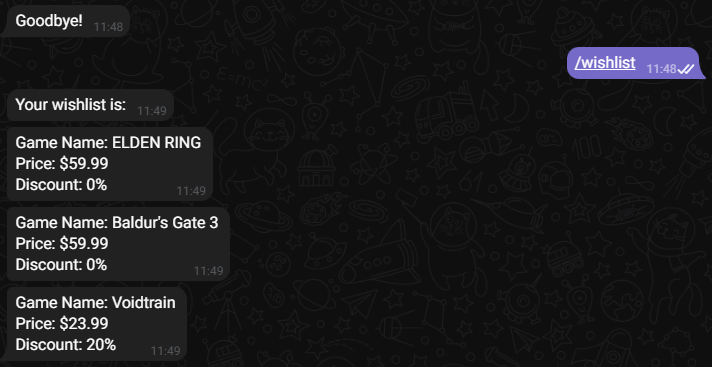 Goodbye! 11:48
/wishlist 11:48
Your wishlist is: 11:49
Game Name: ELDEN RING
Price: $59.99
Discount: 0% 11:49
Game Name: Baldur's Gate 3
Price: $59.99
Discount: 0% 11:49
Game Name: Voidtrain
Price: $23.99
Discount: 20% 11:49